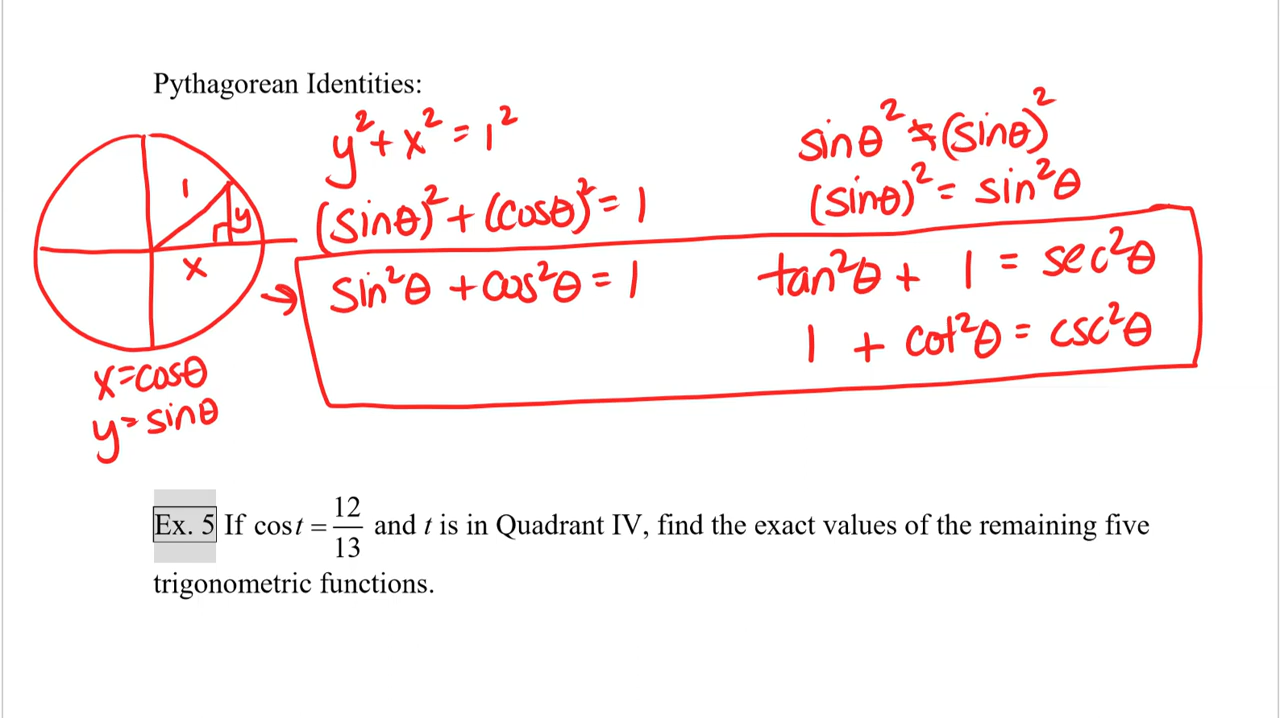 Pythagorean Identities:
y² + x² = 1²
(sinθ)² + (cosθ)² = 1
sin²θ + cos²θ = 1
1
y
x
x=cosθ
y=sinθ
sinθ² ≠ (sinθ)²
(sinθ)² = sin²θ
tan²θ + 1 = sec²θ
1 + cot²θ = csc²θ
Ex. 5 If cos t = 12/13 and t is in Quadrant IV, find the exact values of the remaining five
trigonometric functions.